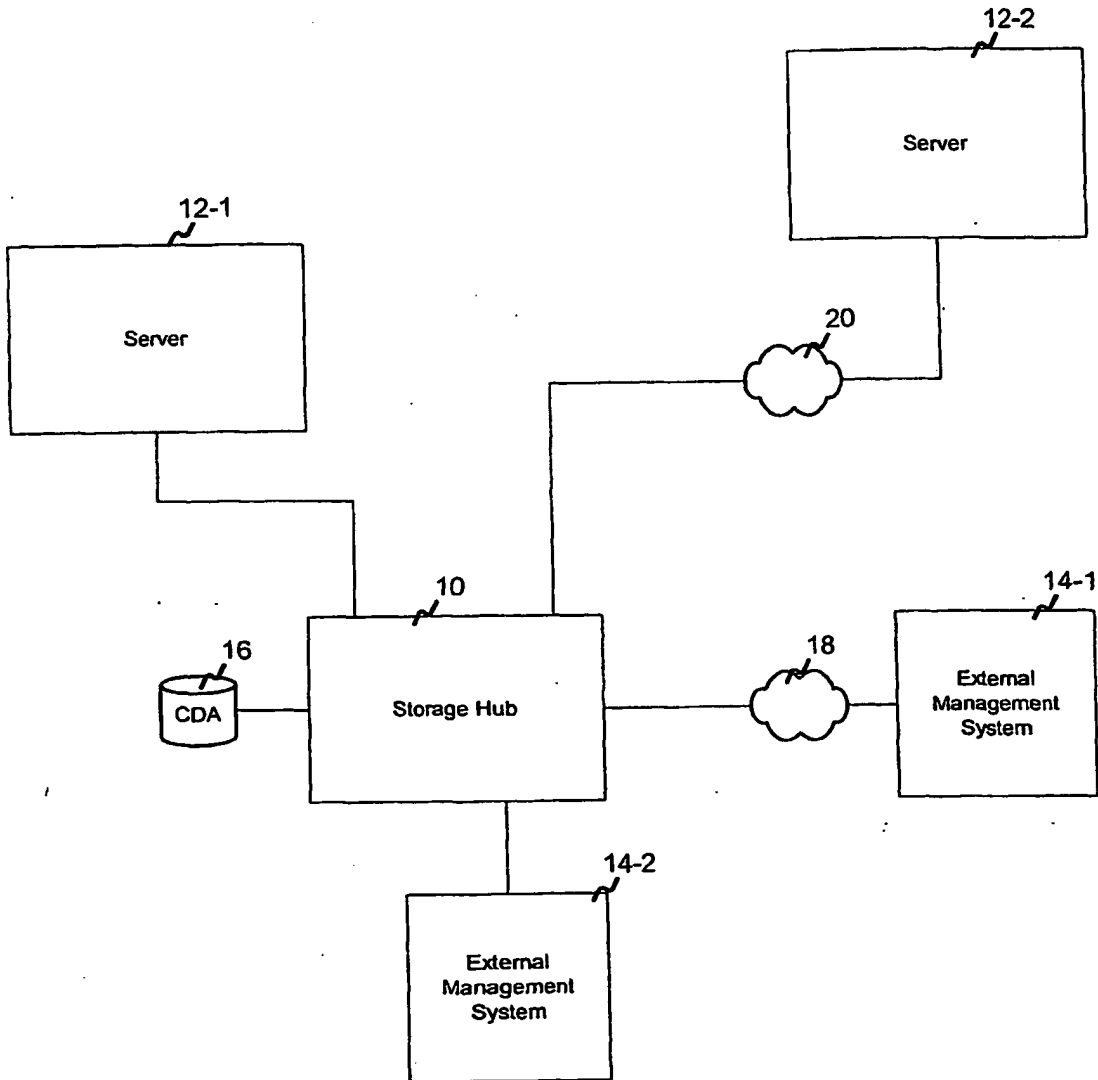 12-2
Server
12-1
Server
20
10
14-1
16
CDA
Storage Hub
18
External
Management
System
14-2
External
Management
System